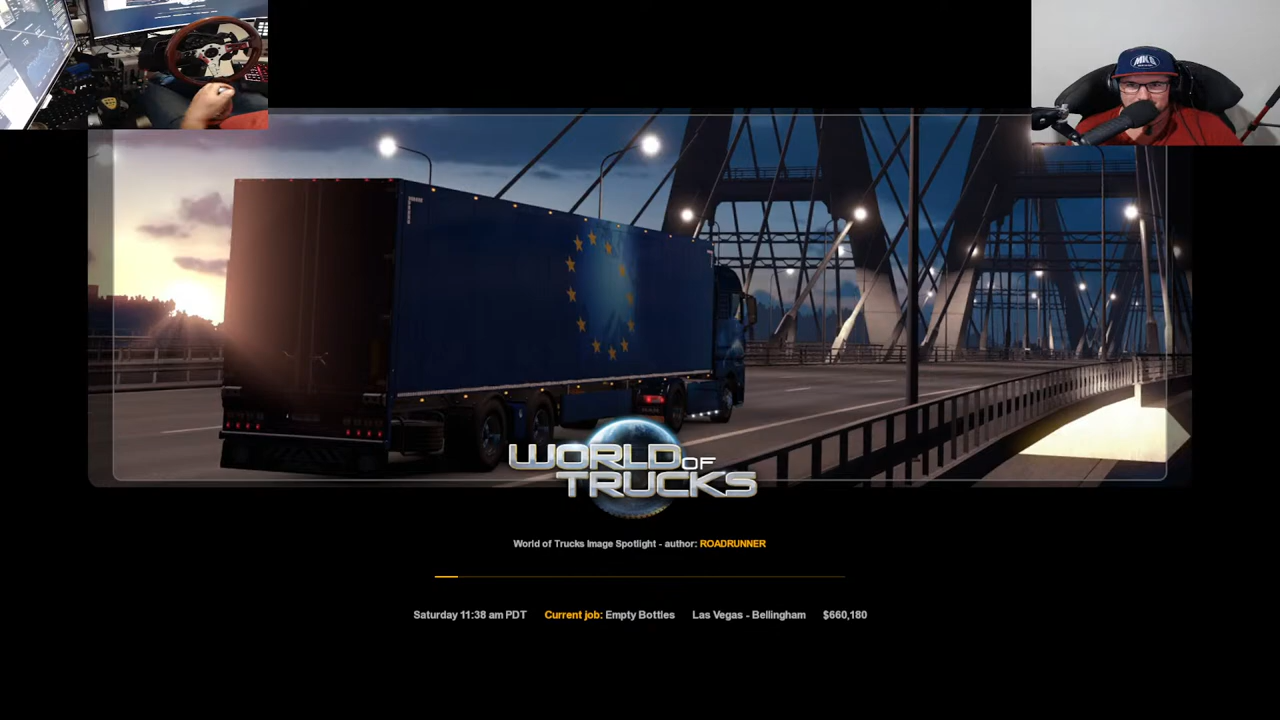 MK
WORLD OF
TRUCKS
World of Trucks Image Spotlight - author: ROADRUNNER
Saturday 11:38 am PDT Current job: Empty Bottles Las Vegas - Bellingham $660,180